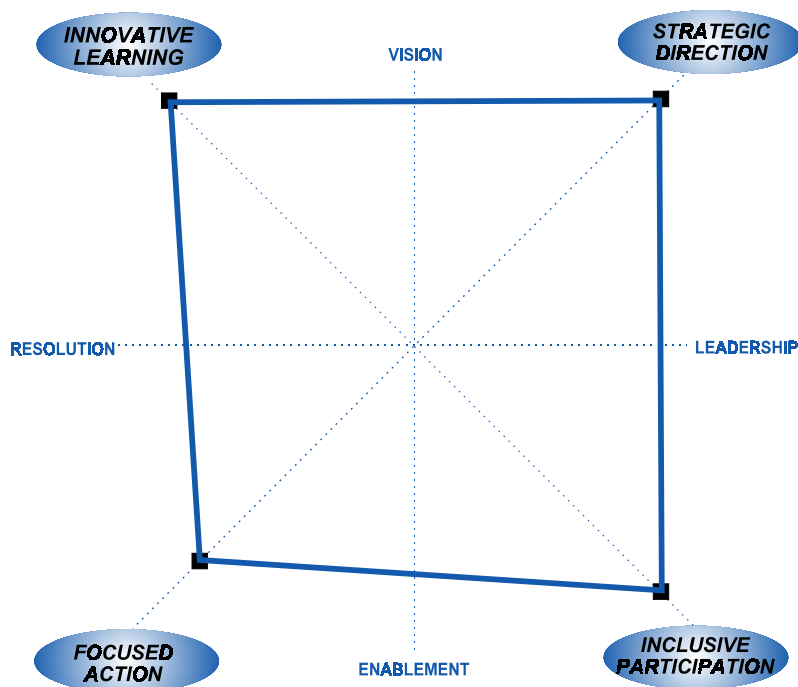 INNOVATIVE
LEARNING
STRATEGIC
DIRECTION
VISION
RESOLUTION
LEADERSHIP
FOCUSED
ACTION
INCLUSIVE
PARTICIPATION
ENABLEMENT